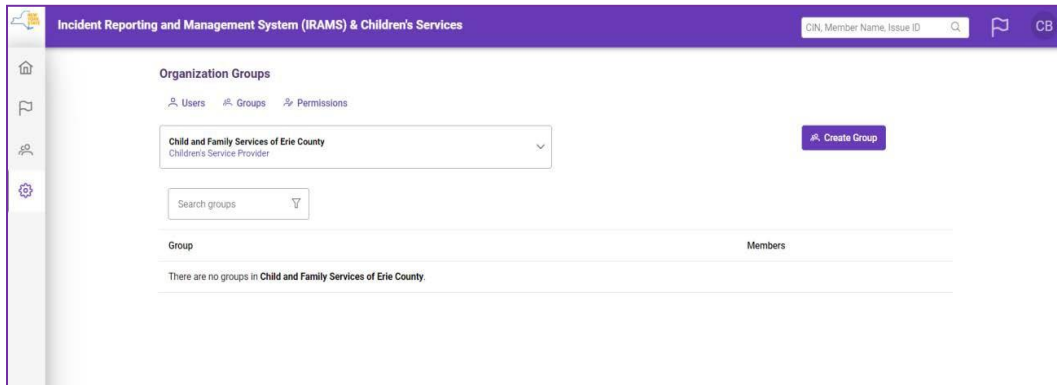 Incident Reporting and Management System (IRAMS) & Children's Services
CIN, Member Name, Issue ID
CB
Organization Groups
Users Groups Permissions
Child and Family Services of Erie County
Children's Service Provider
Create Group
Search groups
Group Members
There are no groups in Child and Family Services of Erie County.